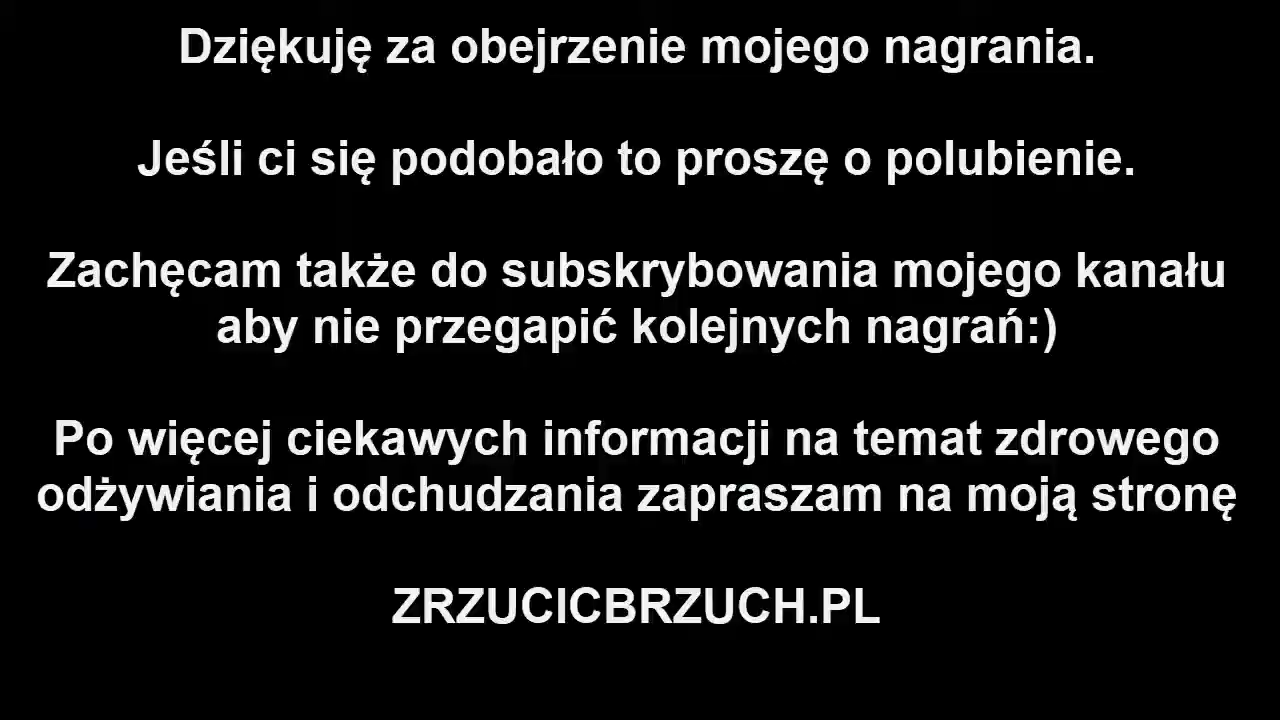 Dziękuję za obejrzenie mojego nagrania.
Jeśli ci się podobało to proszę o polubienie.
Zachęcam także do subskrybowania mojego kanału
aby nie przegapić kolejnych nagrań:)
Po więcej ciekawych informacji na temat zdrowego
odżywiania i odchudzania zapraszam na moją stronę
ZRZUCICBRZUCH.PL